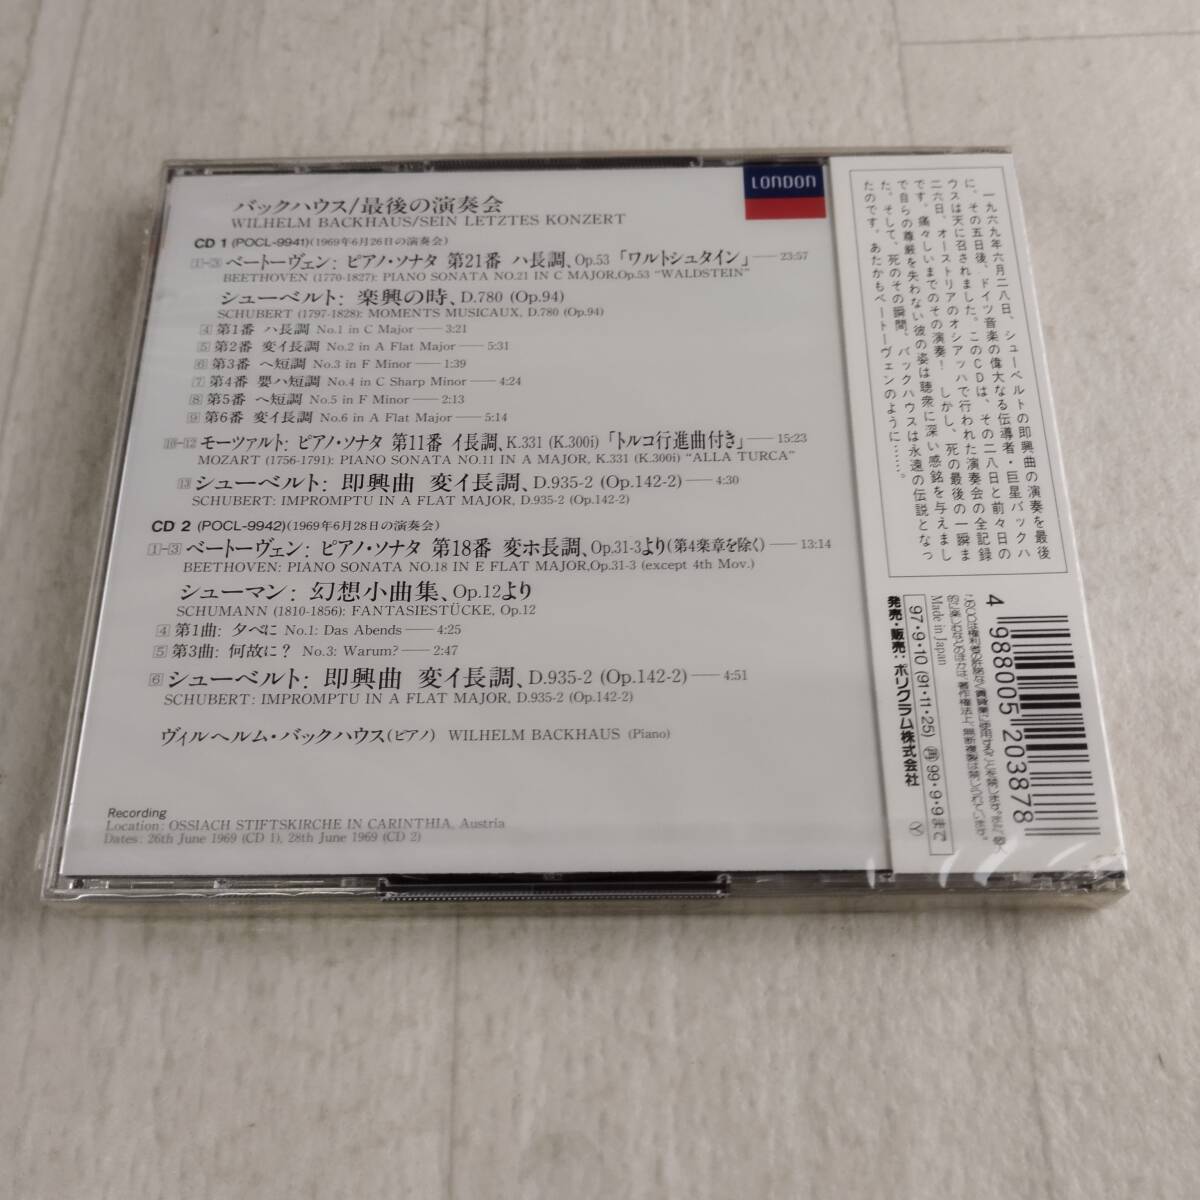 LONDON
バックハウス/最後の演奏会
WILHELM BACKHAUS/SEIN LETZTES KONZERT
CD 1 (POCL-9941)(1969年6月26日の演奏会)
1-3 ベートーヴェン: ピアノ・ソナタ 第21番 ハ長調、Op.53「ワルトシュタイン」— 23:57
BEETHOVEN (1770-1827): PIANO SONATA NO.21 IN C MAJOR, Op.53 "WALDSTEIN"
シューベルト: 楽興の時、D.780 (Op.94)
SCHUBERT (1797-1828): MOMENTS MUSICAUX, D.780 (Op.94)
4 第1番 ハ長調 No.1 in C Major — 3:21
5 第2番 変イ長調 No.2 in A Flat Major — 5:31
6 第3番 ヘ短調 No.3 in F Minor — 1:39
7 第4番 嬰ハ短調 No.4 in C Sharp Minor — 4:24
8 第5番 ヘ短調 No.5 in F Minor — 2:13
9 第6番 変イ長調 No.6 in A Flat Major — 5:14
10-12 モーツァルト: ピアノ・ソナタ 第11番 イ長調、K.331 (K.300i)「トルコ行進曲付き」— 15:23
MOZART (1756-1791): PIANO SONATA NO.11 IN A MAJOR, K.331 (K.300i) "ALLA TURCA"
13 シューベルト: 即興曲 変イ長調、D.935-2 (Op.142-2) — 4:30
SCHUBERT: IMPROMPTU IN A FLAT MAJOR, D.935-2 (Op.142-2)
CD 2 (POCL-9942)(1969年6月28日の演奏会)
1-3 ベートーヴェン: ピアノ・ソナタ 第18番 変ホ長調、Op.31-3より(第4楽章を除く) — 13:14
BEETHOVEN: PIANO SONATA NO.18 IN E FLAT MAJOR, Op.31-3 (except 4th Mov.)
シューマン: 幻想小曲集、Op.12より
SCHUMANN (1810-1856): FANTASIESTÜCKE, Op.12
4 第1曲: 夕べに No.1: Das Abends — 4:25
5 第3曲: 何故に? No.3: Warum? — 2:47
6 シューベルト: 即興曲 変イ長調、D.935-2 (Op.142-2) — 4:51
SCHUBERT: IMPROMPTU IN A FLAT MAJOR, D.935-2 (Op.142-2)
ヴィルヘルム・バックハウス(ピアノ) WILHELM BACKHAUS (Piano)
Recording
Location: OSSIACH STIFTSKIRCHE IN CARINTHIA, Austria
Dates: 26th June 1969 (CD 1), 28th June 1969 (CD 2)
一九六九年六月二八日、シューベルトの即興曲の演奏を最後
に、その五日後、ドイツ音楽の偉大なる伝導者・巨星バックハ
ウスは天に召されました。このCDは、その二八日と前々日の
二六日、オーストリアのオシアッハで行われた演奏会の全記録
です。痛々しいまでのその演奏! しかし、死の最後の一瞬ま
で自らの尊厳を失わない彼の姿は聴衆に深い感銘を与えまし
た。そして、死のその瞬間、バックハウスは永遠の伝説となっ
たのです。あたかもベートーヴェンのように……。
4 988005 203878
Made in Japan
97・9・10(91・11・25) 再 99・9・9まで Y
発売・販売:ポリグラム株式会社